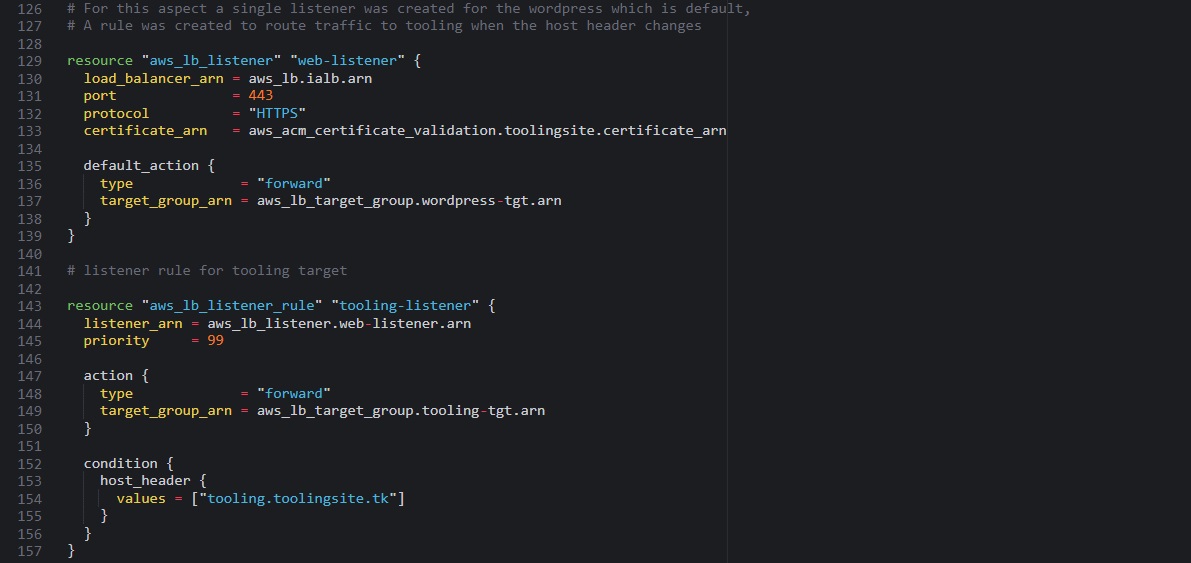 126 # For this aspect a single listener was created for the wordpress which is default,
127 # A rule was created to route traffic to tooling when the host header changes
128
129 resource "aws_lb_listener" "web-listener" {
130   load_balancer_arn = aws_lb.ialb.arn
131   port              = 443
132   protocol          = "HTTPS"
133   certificate_arn   = aws_acm_certificate_validation.toolingsite.certificate_arn
134
135   default_action {
136     type             = "forward"
137     target_group_arn = aws_lb_target_group.wordpress-tgt.arn
138   }
139 }
140
141 # listener rule for tooling target
142
143 resource "aws_lb_listener_rule" "tooling-listener" {
144   listener_arn = aws_lb_listener.web-listener.arn
145   priority     = 99
146
147   action {
148     type             = "forward"
149     target_group_arn = aws_lb_target_group.tooling-tgt.arn
150   }
151
152   condition {
153     host_header {
154       values = ["tooling.toolingsite.tk"]
155     }
156   }
157 }